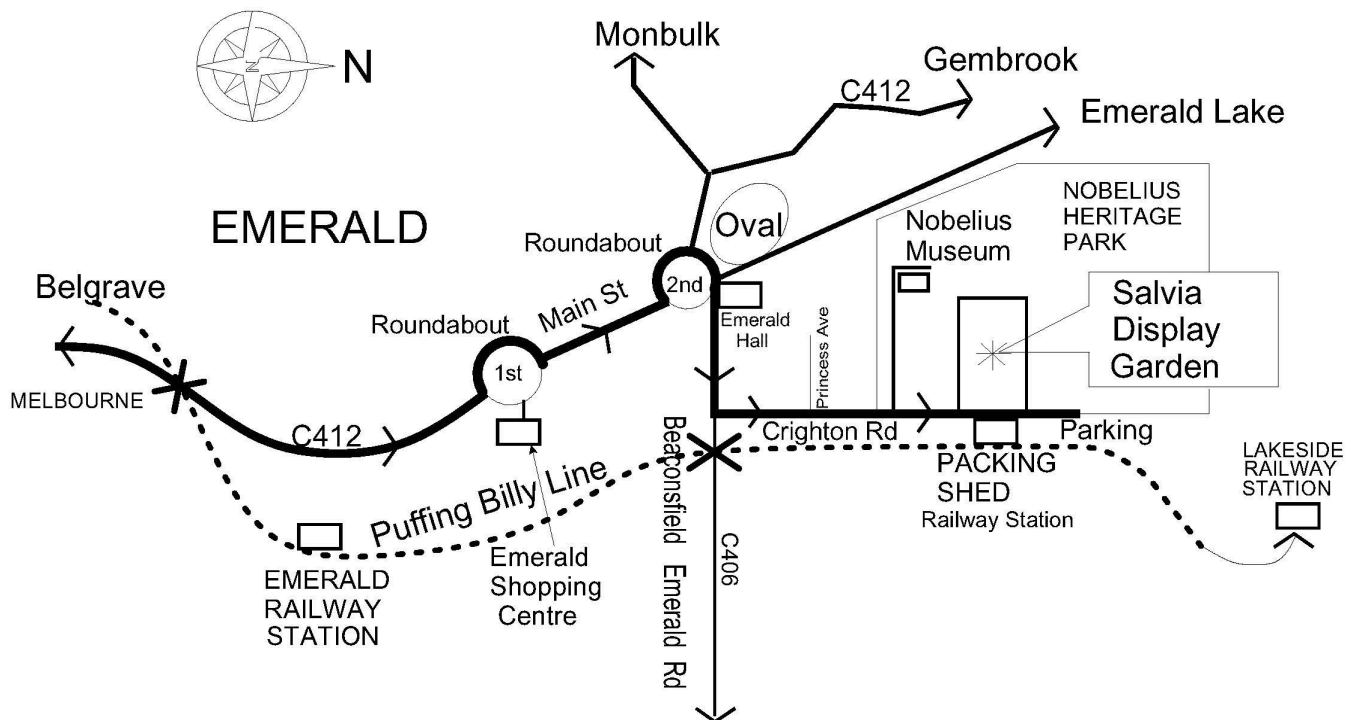 Monbulk
Gembrook
C412
Emerald Lake
N
N
EMERALD
Oval
NOBELIUS
HERITAGE
PARK
Nobelius
Museum
Roundabout
2nd
Belgrave
Main St
Roundabout
Emerald
Hall
Princess Ave
Salvia
Display
Garden
1st
MELBOURNE
C412
Crighton Rd
Parking
Beaconsfield Emerald Rd
C406
Puffing Billy Line
PACKING
SHED
Railway Station
LAKESIDE
RAILWAY
STATION
Emerald
Shopping
Centre
EMERALD
RAILWAY
STATION